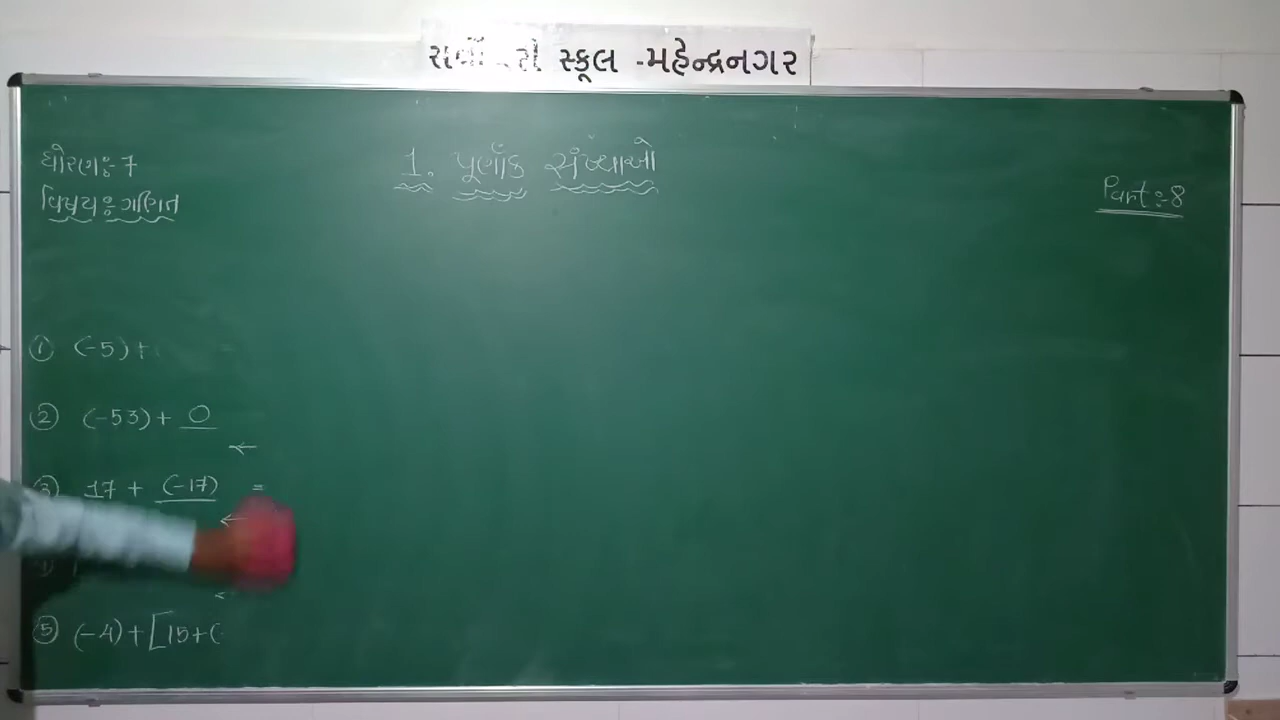 સ્કૂલ -મહેન્દ્રનગર
ધોરણ:-7
1. પૂર્ણાંક સંખ્યાઓ
વિષય:-ગણિત
Part:-8
① (-5)+
② (-53)+ 0
←
③ 17 + (-17) =
←
←
⑤ (-4)+[15+(